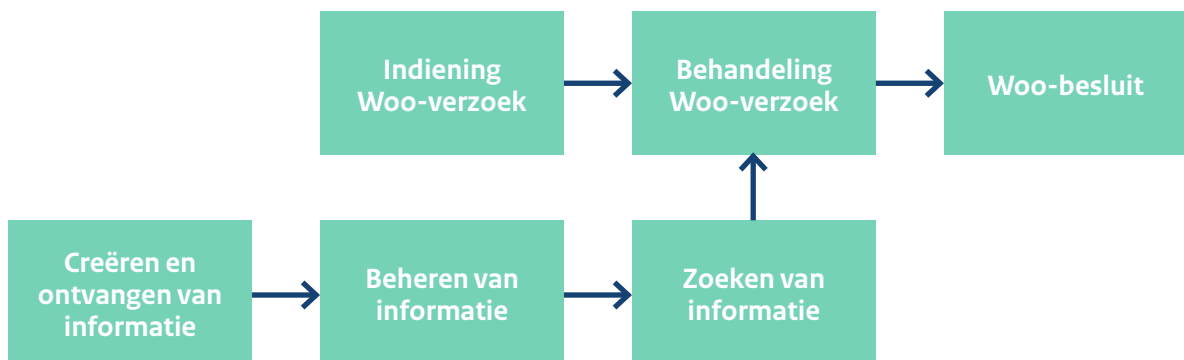 Indiening
Woo-verzoek
Behandeling
Woo-verzoek
Woo-besluit
Creëren en
ontvangen van
informatie
Beheren van
informatie
Zoeken van
informatie